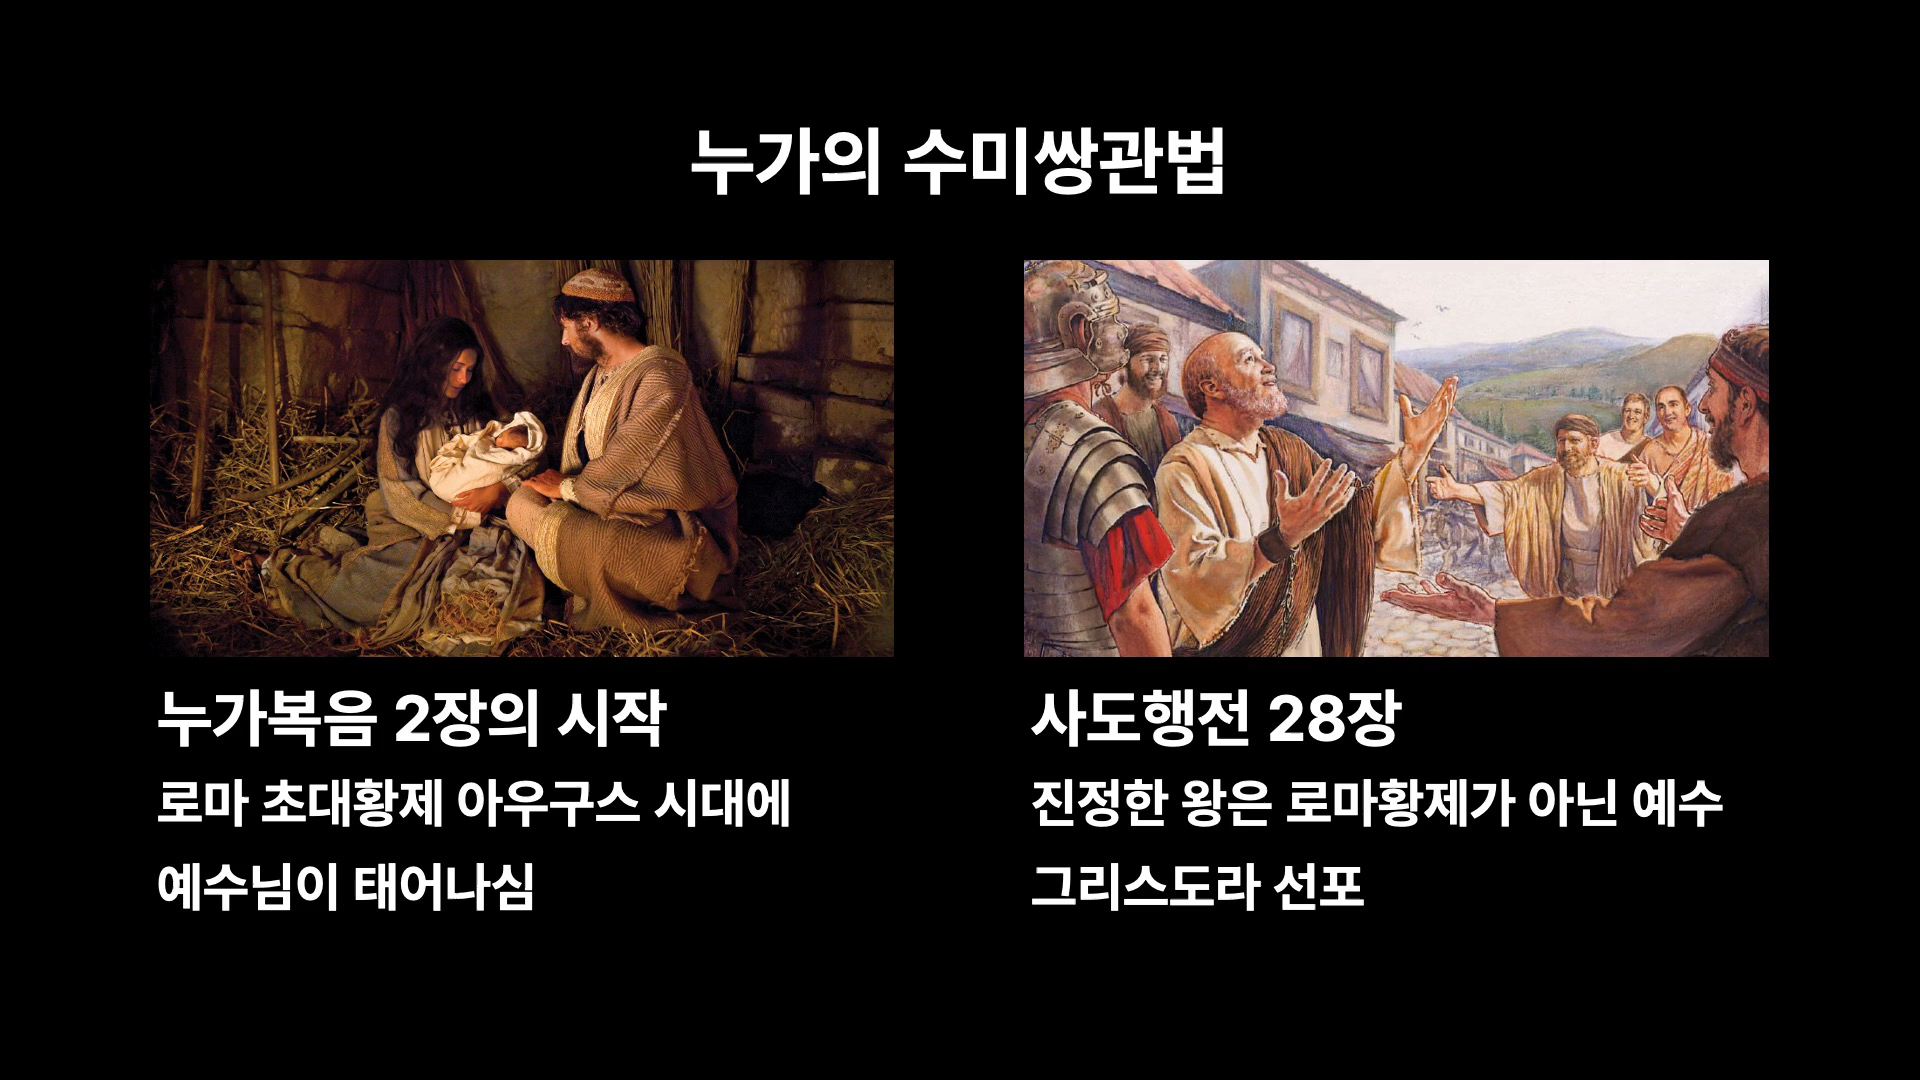 누가의 수미쌍관법
누가복음 2장의 시작
로마 초대황제 아우구스 시대에
예수님이 태어나심
사도행전 28장
진정한 왕은 로마황제가 아닌 예수
그리스도라 선포